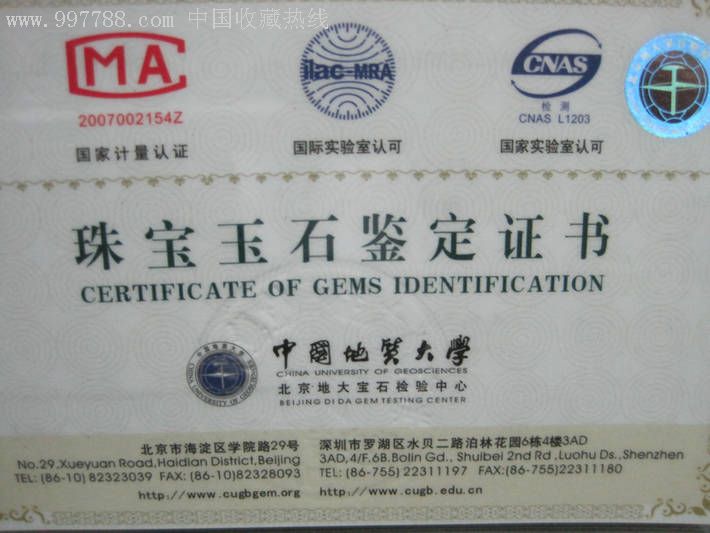 www.997788.com 中国收藏热线
CMA
ilac-MRA
CNAS
检 测
2007002154Z
CNAS L1203
国家计量认证
国际实验室认可
国家实验室认可
珠宝玉石鉴定证书
CERTIFICATE OF GEMS IDENTIFICATION
中国地质大学
CHINA UNIVERSITY OF GEOSCIENCES
北京·地大宝石检验中心
BEIJING DI DA GEM TESTING CENTER
北京市海淀区学院路29号
No.29,Xueyuan Road,Haidian District,Beijing
TEL: (86-10) 82323039 FAX:(86-10)82328093
http://www.cugbgem.org
深圳市罗湖区水贝二路泊林花园6栋4楼3AD
3AD,4/F,6B.Bolin Gd., Shuibei 2nd Rd.,Luohu Ds.,Shenzhen
TEL: (86-755) 22311197 FAX:(86-755)22311180
http://www.cugb.edu.cn